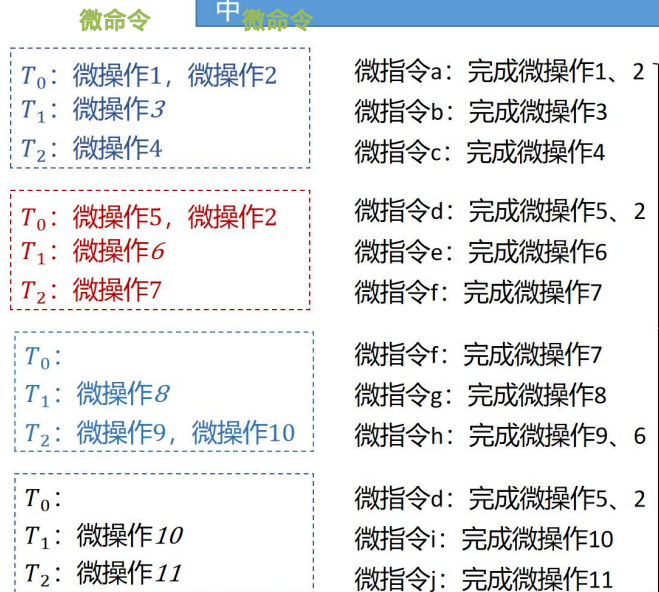 中
微命令 微命令
T₀：微操作1，微操作2
T₁：微操作3
T₂：微操作4
微指令a：完成微操作1、2
微指令b：完成微操作3
微指令c：完成微操作4
T₀：微操作5，微操作2
T₁：微操作6
T₂：微操作7
微指令d：完成微操作5、2
微指令e：完成微操作6
微指令f：完成微操作7
T₀：
T₁：微操作8
T₂：微操作9，微操作10
微指令f：完成微操作7
微指令g：完成微操作8
微指令h：完成微操作9、6
T₀：
T₁：微操作10
T₂：微操作11
微指令d：完成微操作5、2
微指令i：完成微操作10
微指令j：完成微操作11